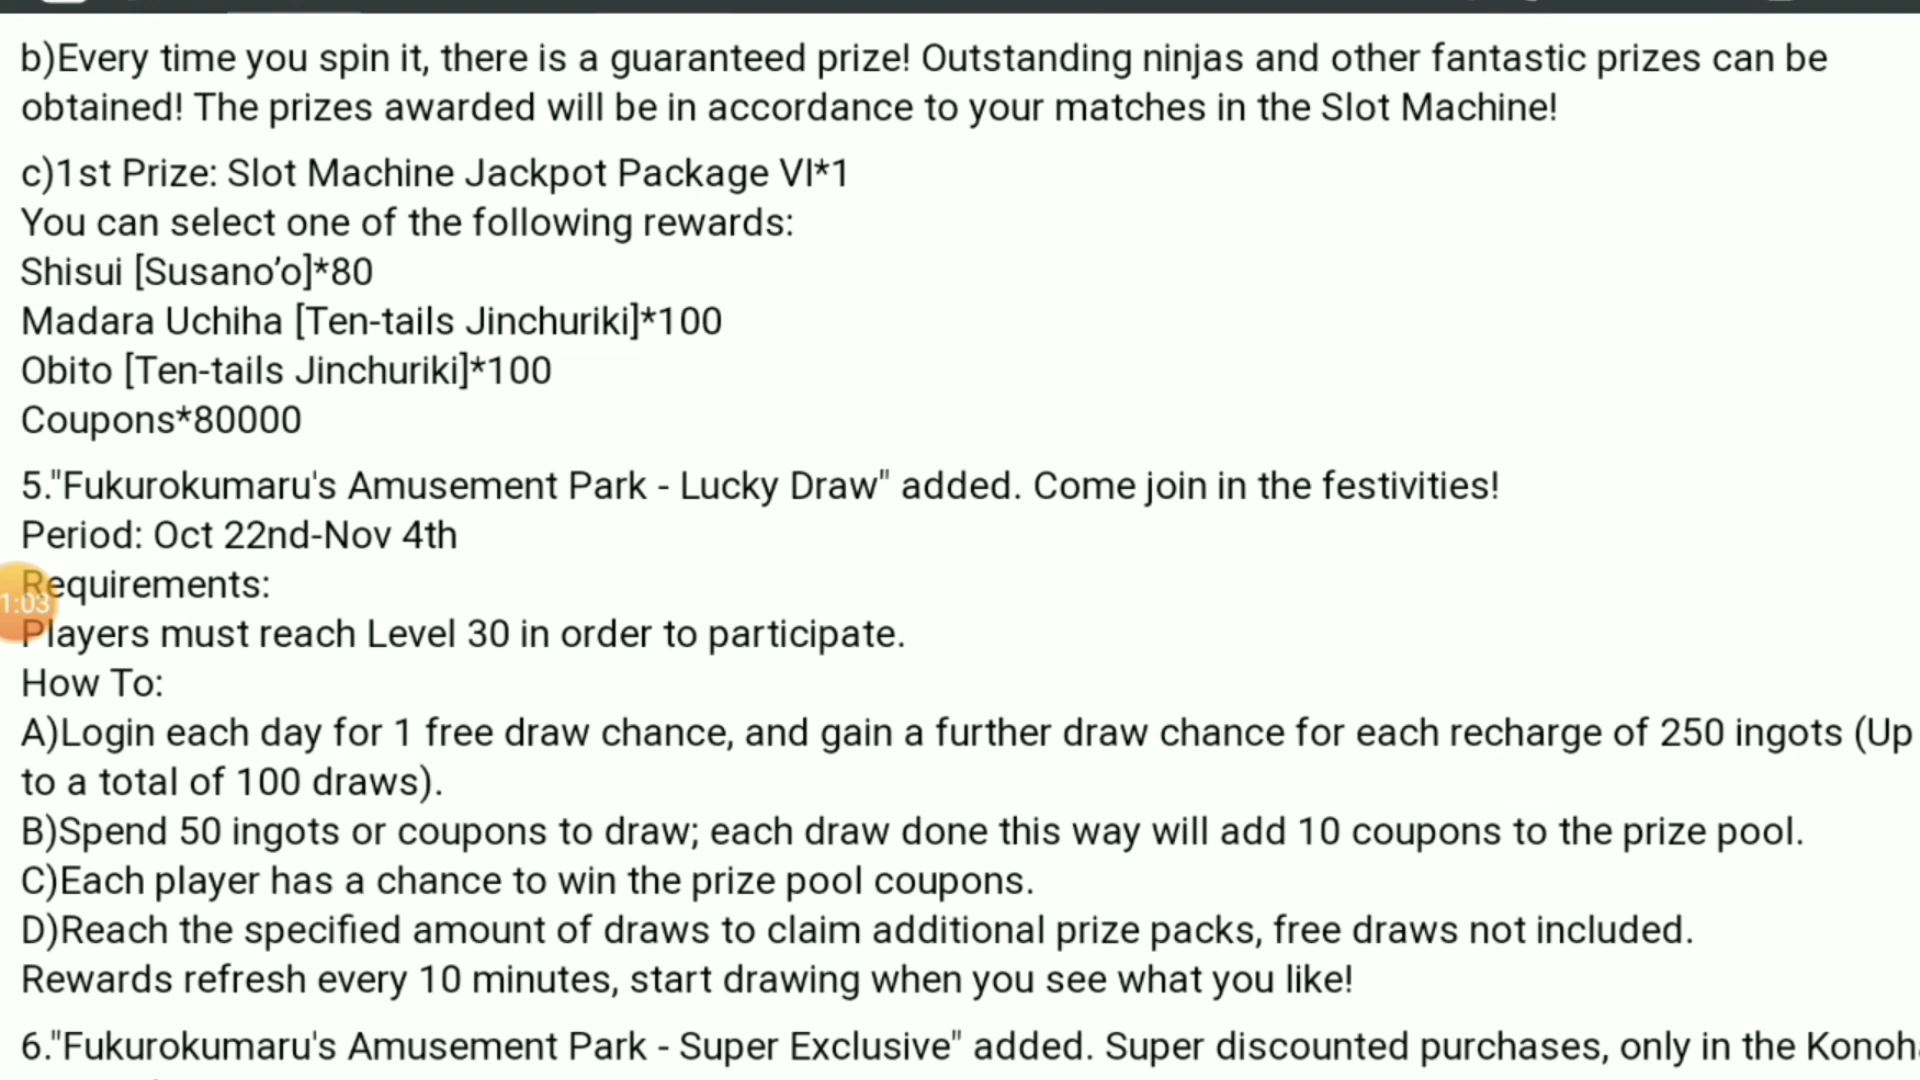 b)Every time you spin it, there is a guaranteed prize! Outstanding ninjas and other fantastic prizes can be
obtained! The prizes awarded will be in accordance to your matches in the Slot Machine!
c)1st Prize: Slot Machine Jackpot Package VI*1
You can select one of the following rewards:
Shisui [Susano’o]*80
Madara Uchiha [Ten-tails Jinchuriki]*100
Obito [Ten-tails Jinchuriki]*100
Coupons*80000
5."Fukurokumaru's Amusement Park - Lucky Draw" added. Come join in the festivities!
Period: Oct 22nd-Nov 4th
Requirements:
1:03
Players must reach Level 30 in order to participate.
How To:
A)Login each day for 1 free draw chance, and gain a further draw chance for each recharge of 250 ingots (Up
to a total of 100 draws).
B)Spend 50 ingots or coupons to draw; each draw done this way will add 10 coupons to the prize pool.
C)Each player has a chance to win the prize pool coupons.
D)Reach the specified amount of draws to claim additional prize packs, free draws not included.
Rewards refresh every 10 minutes, start drawing when you see what you like!
6."Fukurokumaru's Amusement Park - Super Exclusive" added. Super discounted purchases, only in the Konoh